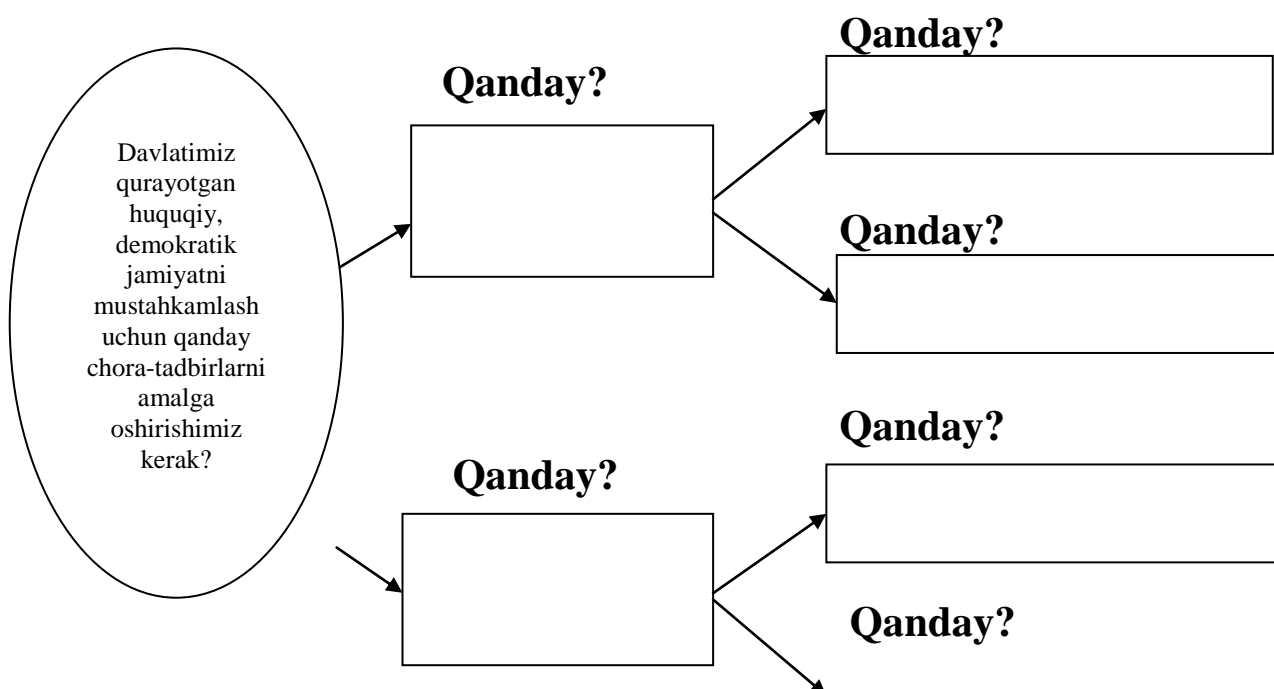 Qanday?
Qanday?
Davlatimiz
qurayotgan
huquqiy,
demokratik
jamiyatni
mustahkamlash
uchun qanday
chora-tadbirlarni
amalga
oshirishimiz
kerak?
Qanday?
Qanday?
Qanday?
Qanday?